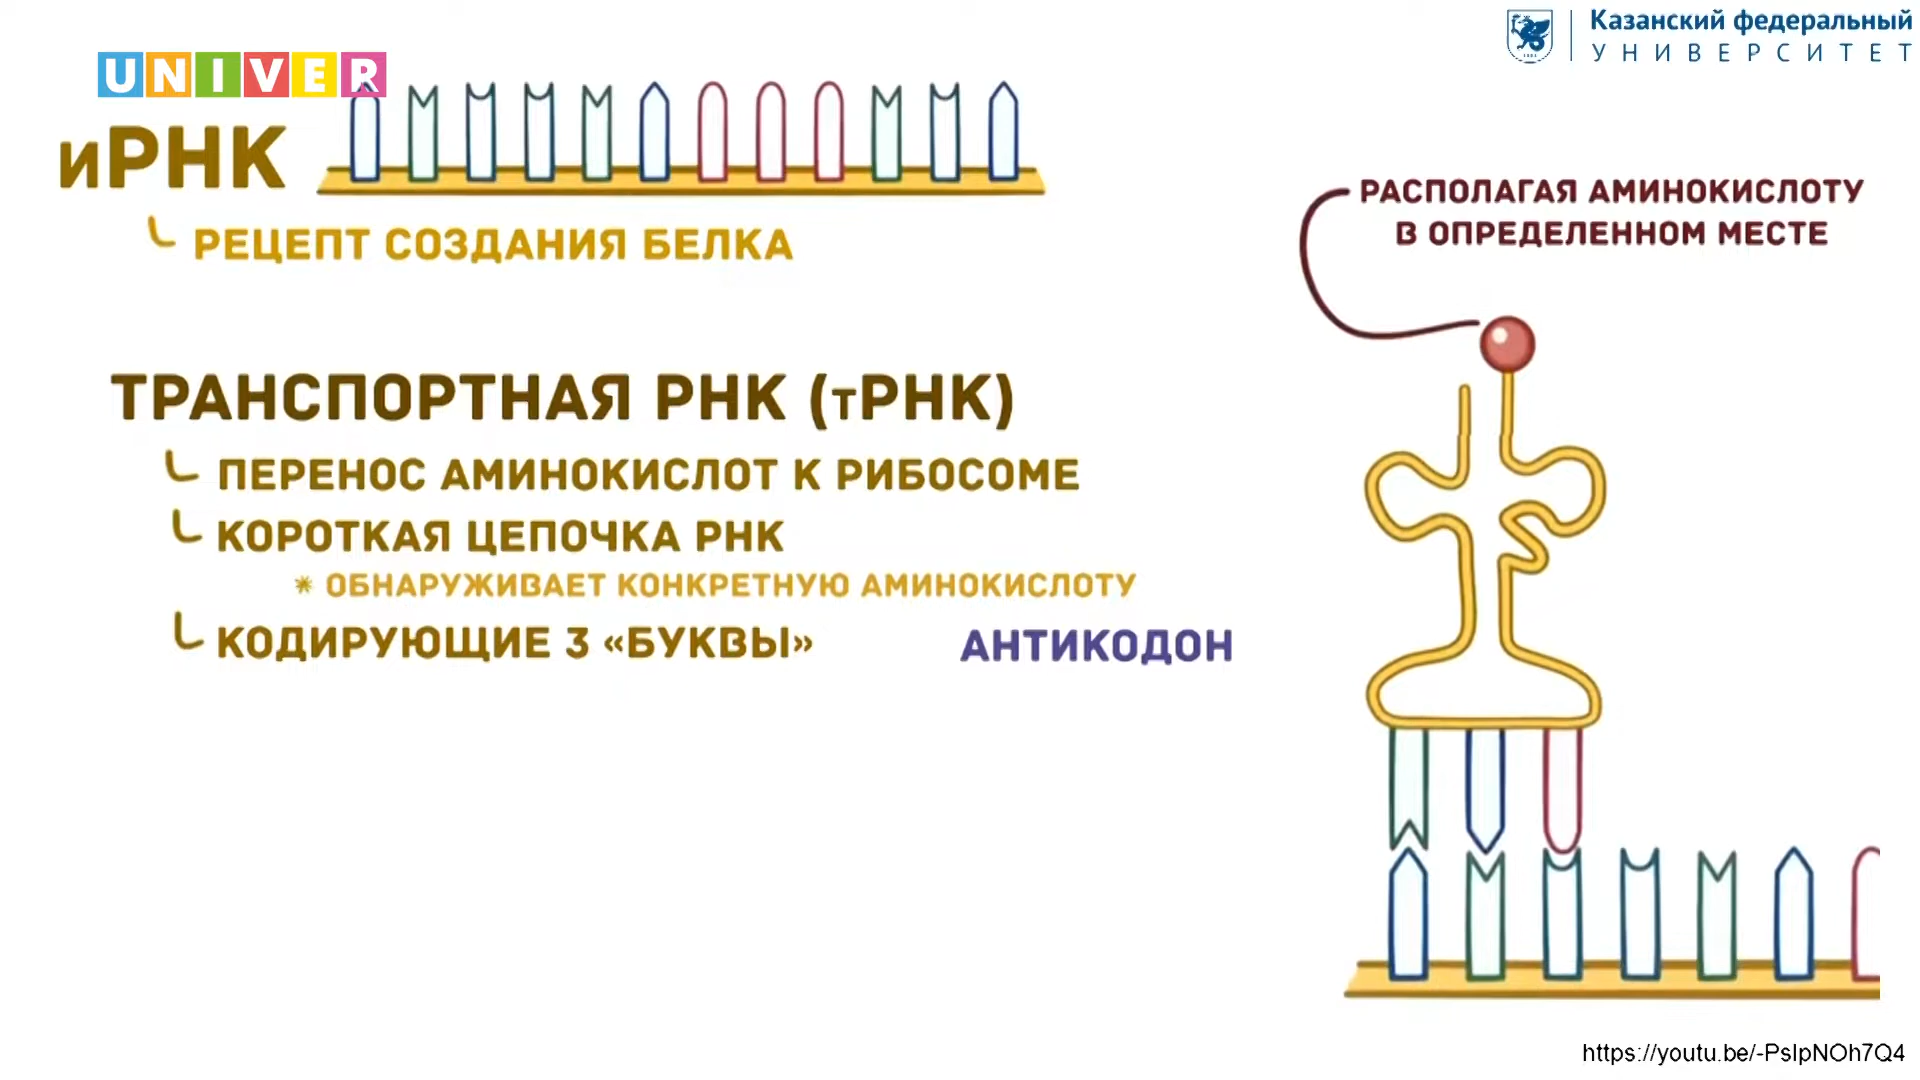 UNIVER
Казанский федеральный
УНИВЕРСИТЕТ
иРНК
РЕЦЕПТ СОЗДАНИЯ БЕЛКА
РАСПОЛАГАЯ АМИНОКИСЛОТУ
В ОПРЕДЕЛЕННОМ МЕСТЕ
ТРАНСПОРТНАЯ РНК (тРНК)
ПЕРЕНОС АМИНОКИСЛОТ К РИБОСОМЕ
КОРОТКАЯ ЦЕПОЧКА РНК
* ОБНАРУЖИВАЕТ КОНКРЕТНУЮ АМИНОКИСЛОТУ
КОДИРУЮЩИЕ 3 «БУКВЫ»
АНТИКОДОН
https://youtu.be/-PsIpNOh7Q4